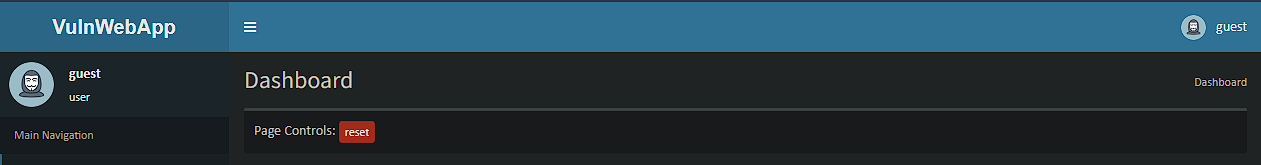 VulnWebApp
guest
guest
user
Dashboard
Dashboard
Main Navigation
Page Controls: reset